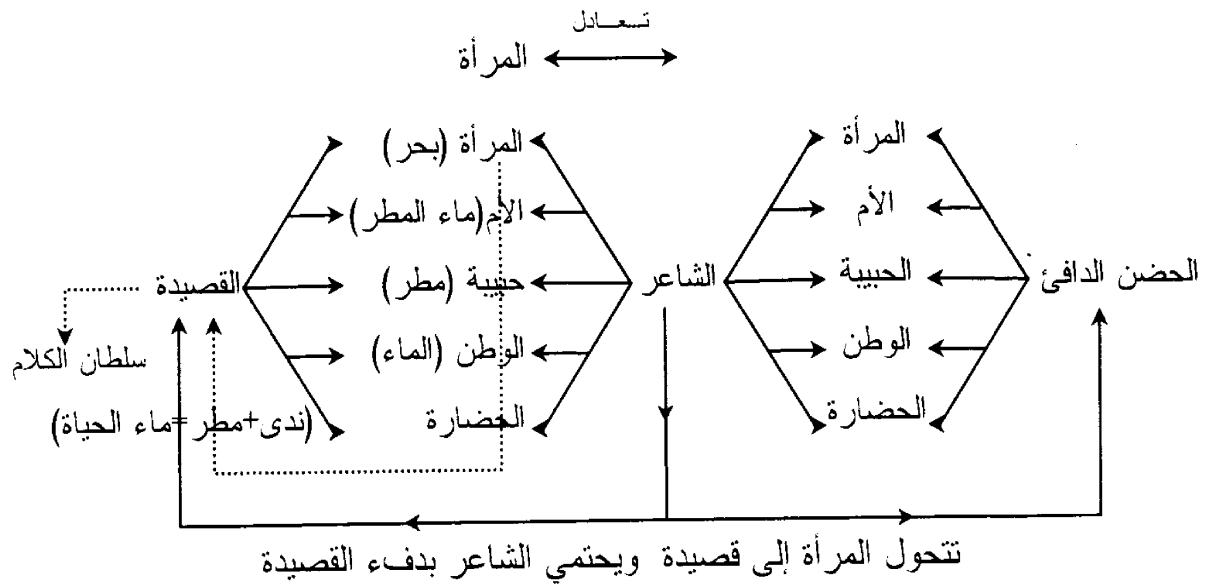 تـعـادل
المرأة
المرأة
المرأة (بحر)
الأم
الأم(ماء المطر)
الحضن الدافئ
الحبيبة
الشاعر
حبيبة (مطر)
القصيدة
الوطن
الوطن (الماء)
سلطان الكلام
الحضارة
الحضارة
(ندى+مطر=ماء الحياة)
تتحول المرأة إلى قصيدة ويحتمي الشاعر بدفء القصيدة